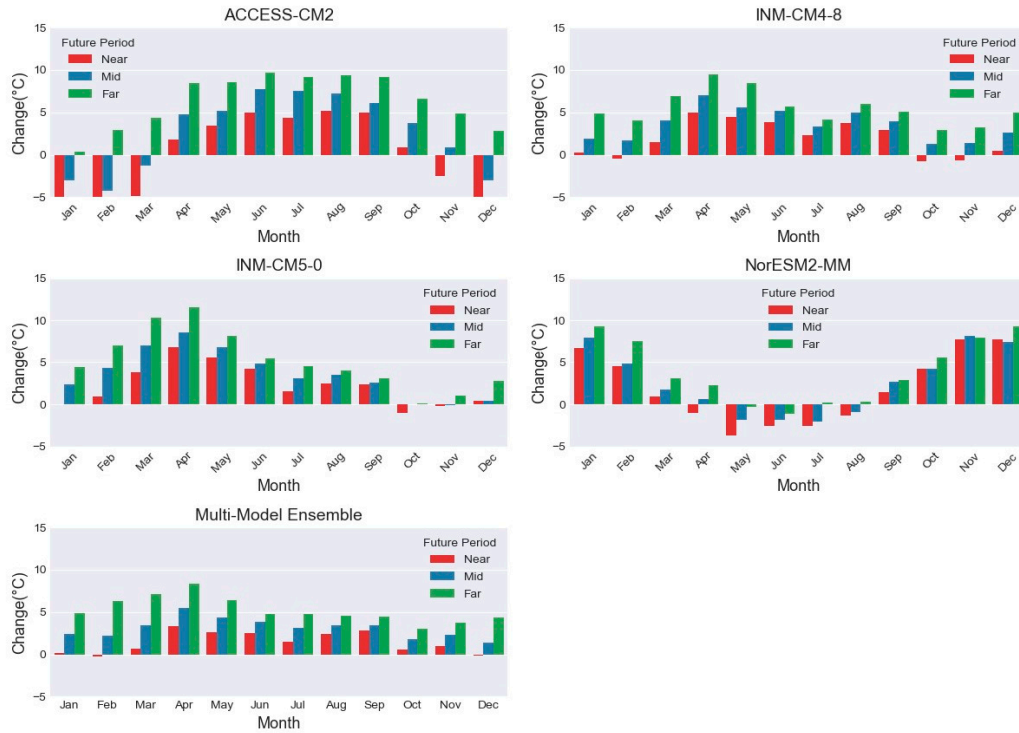 ACCESS-CM2
Change(°C)
15
10
5
0
−5
Future Period
Near
Mid
Far
Jan Feb Mar Apr May Jun Jul Aug Sep Oct Nov Dec
Month
INM-CM4-8
Change(°C)
15
10
5
0
−5
Future Period
Near
Mid
Far
Jan Feb Mar Apr May Jun Jul Aug Sep Oct Nov Dec
Month
INM-CM5-0
Change(°C)
15
10
5
0
−5
Future Period
Near
Mid
Far
Jan Feb Mar Apr May Jun Jul Aug Sep Oct Nov Dec
Month
NorESM2-MM
Change(°C)
15
10
5
0
−5
Future Period
Near
Mid
Far
Jan Feb Mar Apr May Jun Jul Aug Sep Oct Nov Dec
Month
Multi-Model Ensemble
Change(°C)
15
10
5
0
−5
Future Period
Near
Mid
Far
Jan Feb Mar Apr May Jun Jul Aug Sep Oct Nov Dec
Month